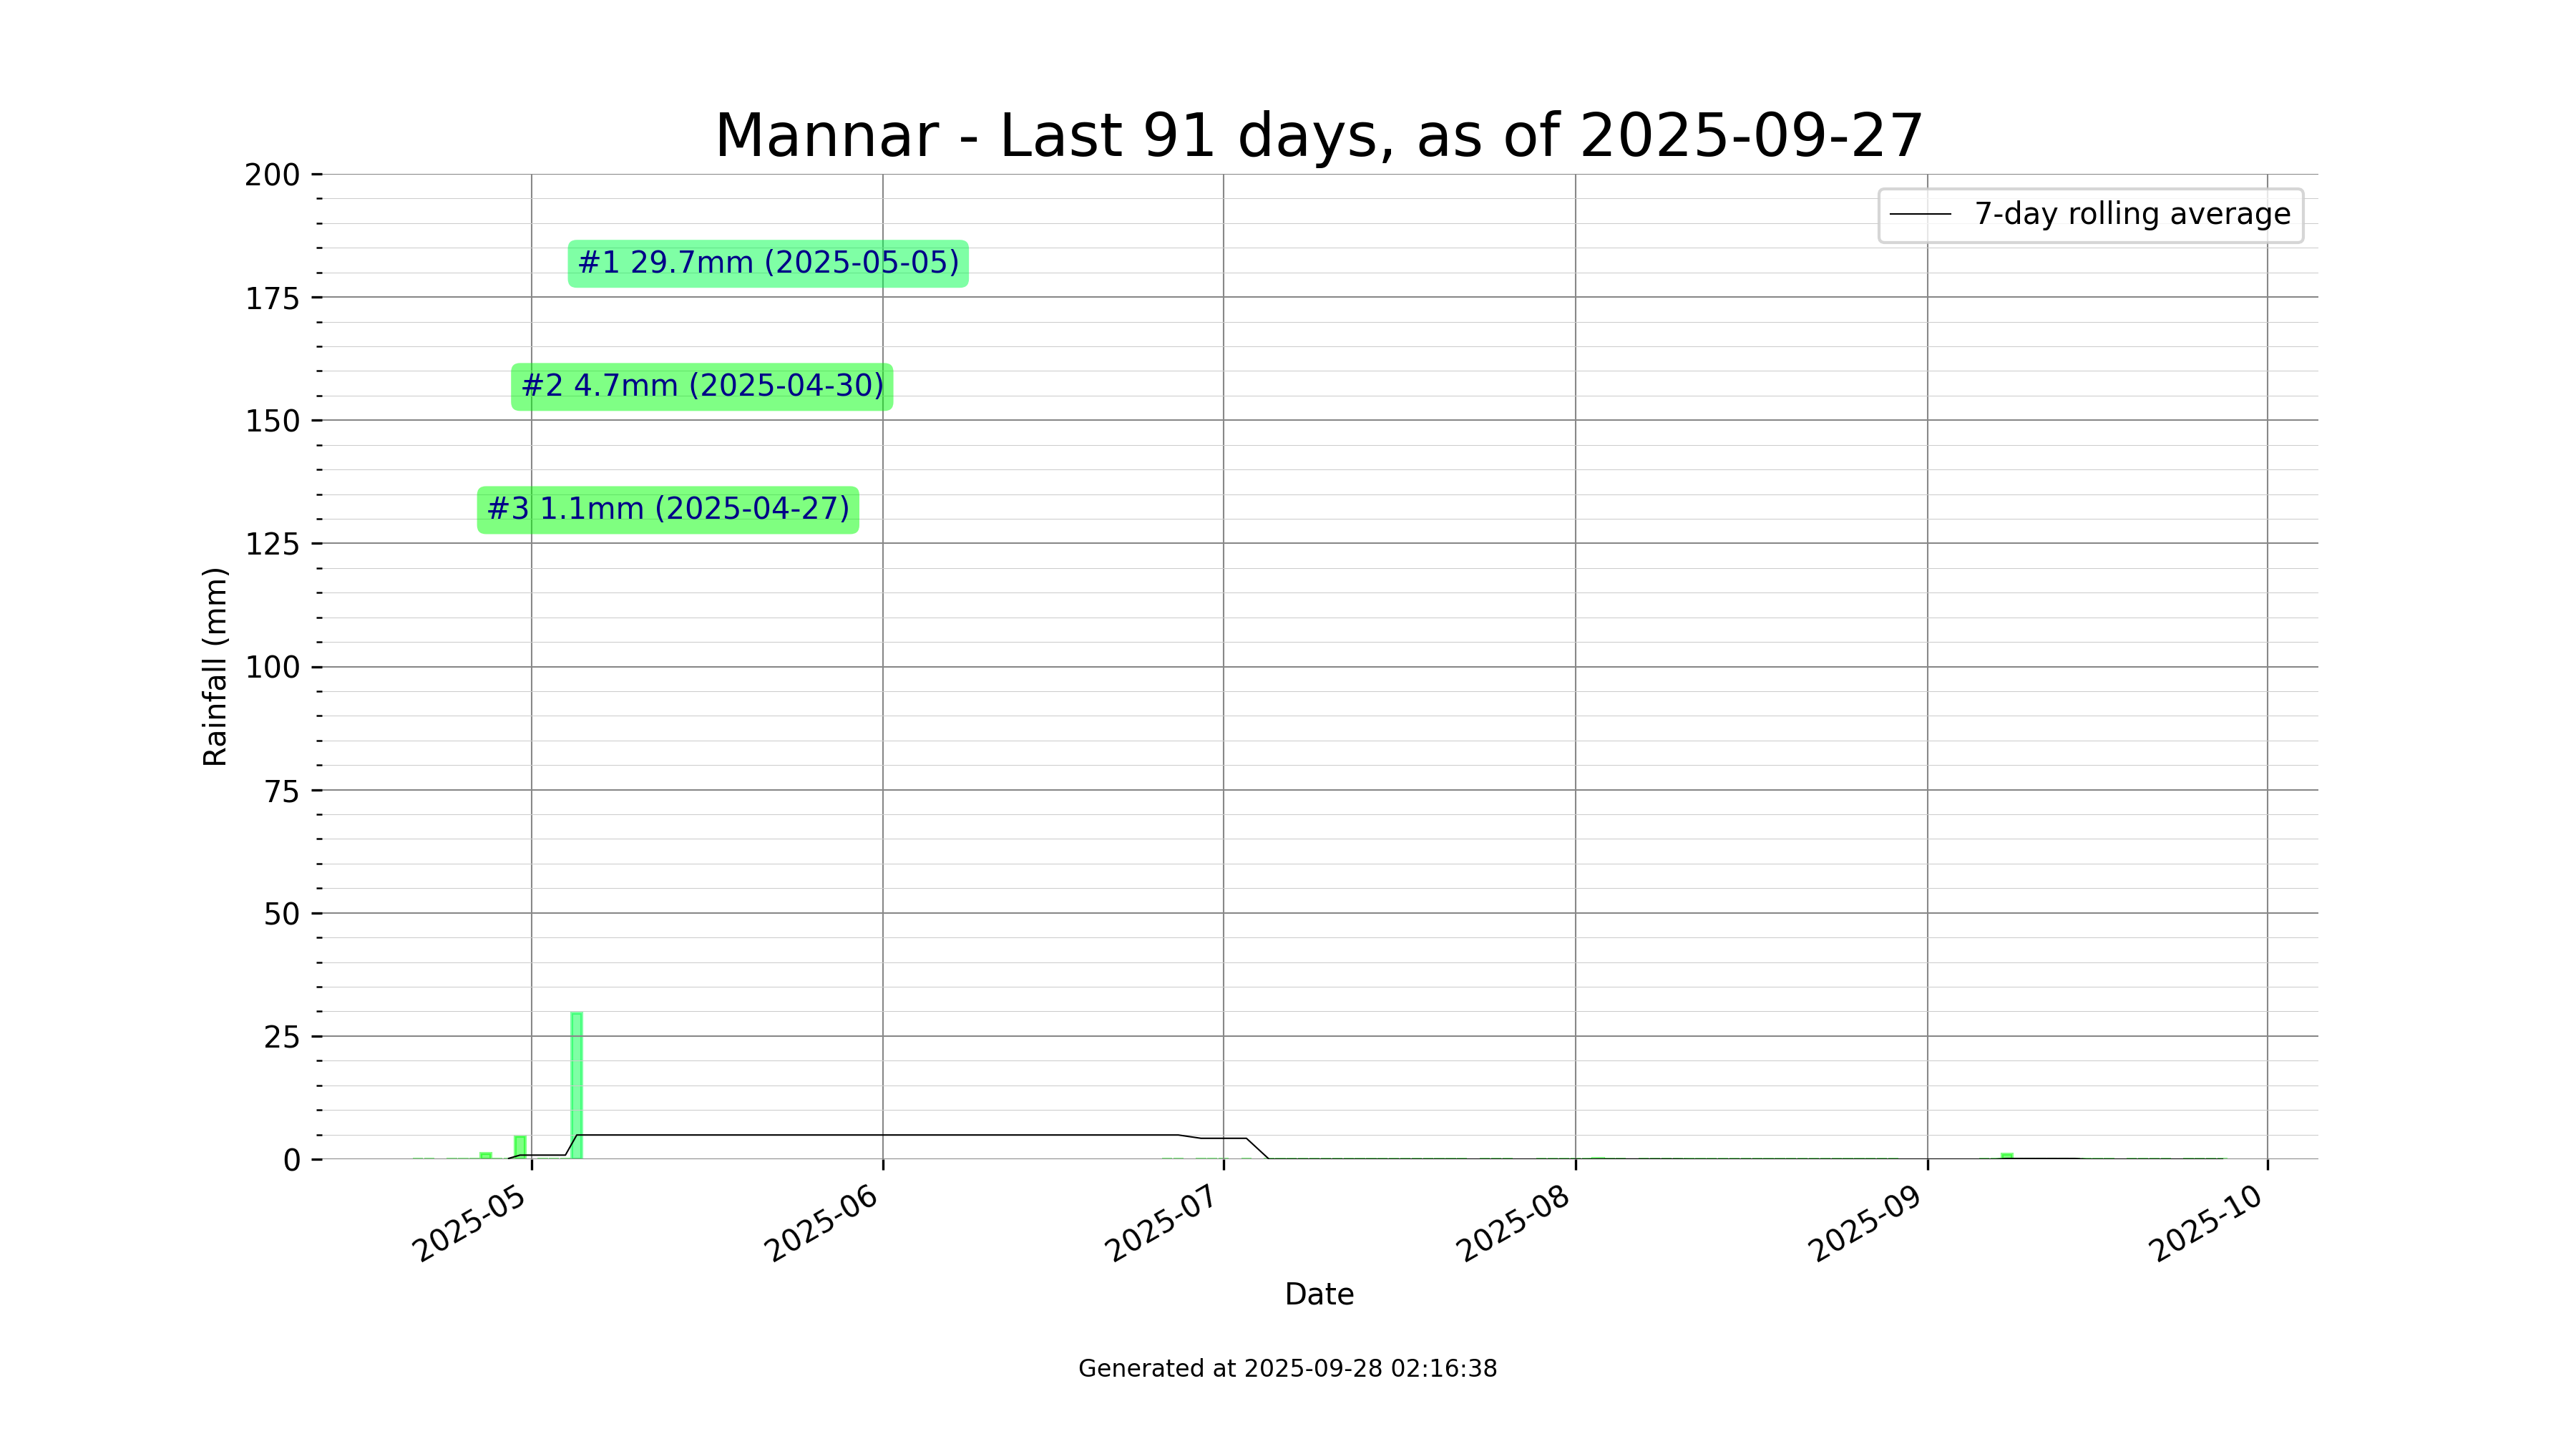 Mannar - Last 91 days, as of 2025-09-27
7-day rolling average
#1 29.7mm (2025-05-05)
#2 4.7mm (2025-04-30)
#3 1.1mm (2025-04-27)
Rainfall (mm)
200
175
150
125
100
75
50
25
0
2025-05
2025-06
2025-07
2025-08
2025-09
2025-10
Date
Generated at 2025-09-28 02:16:38